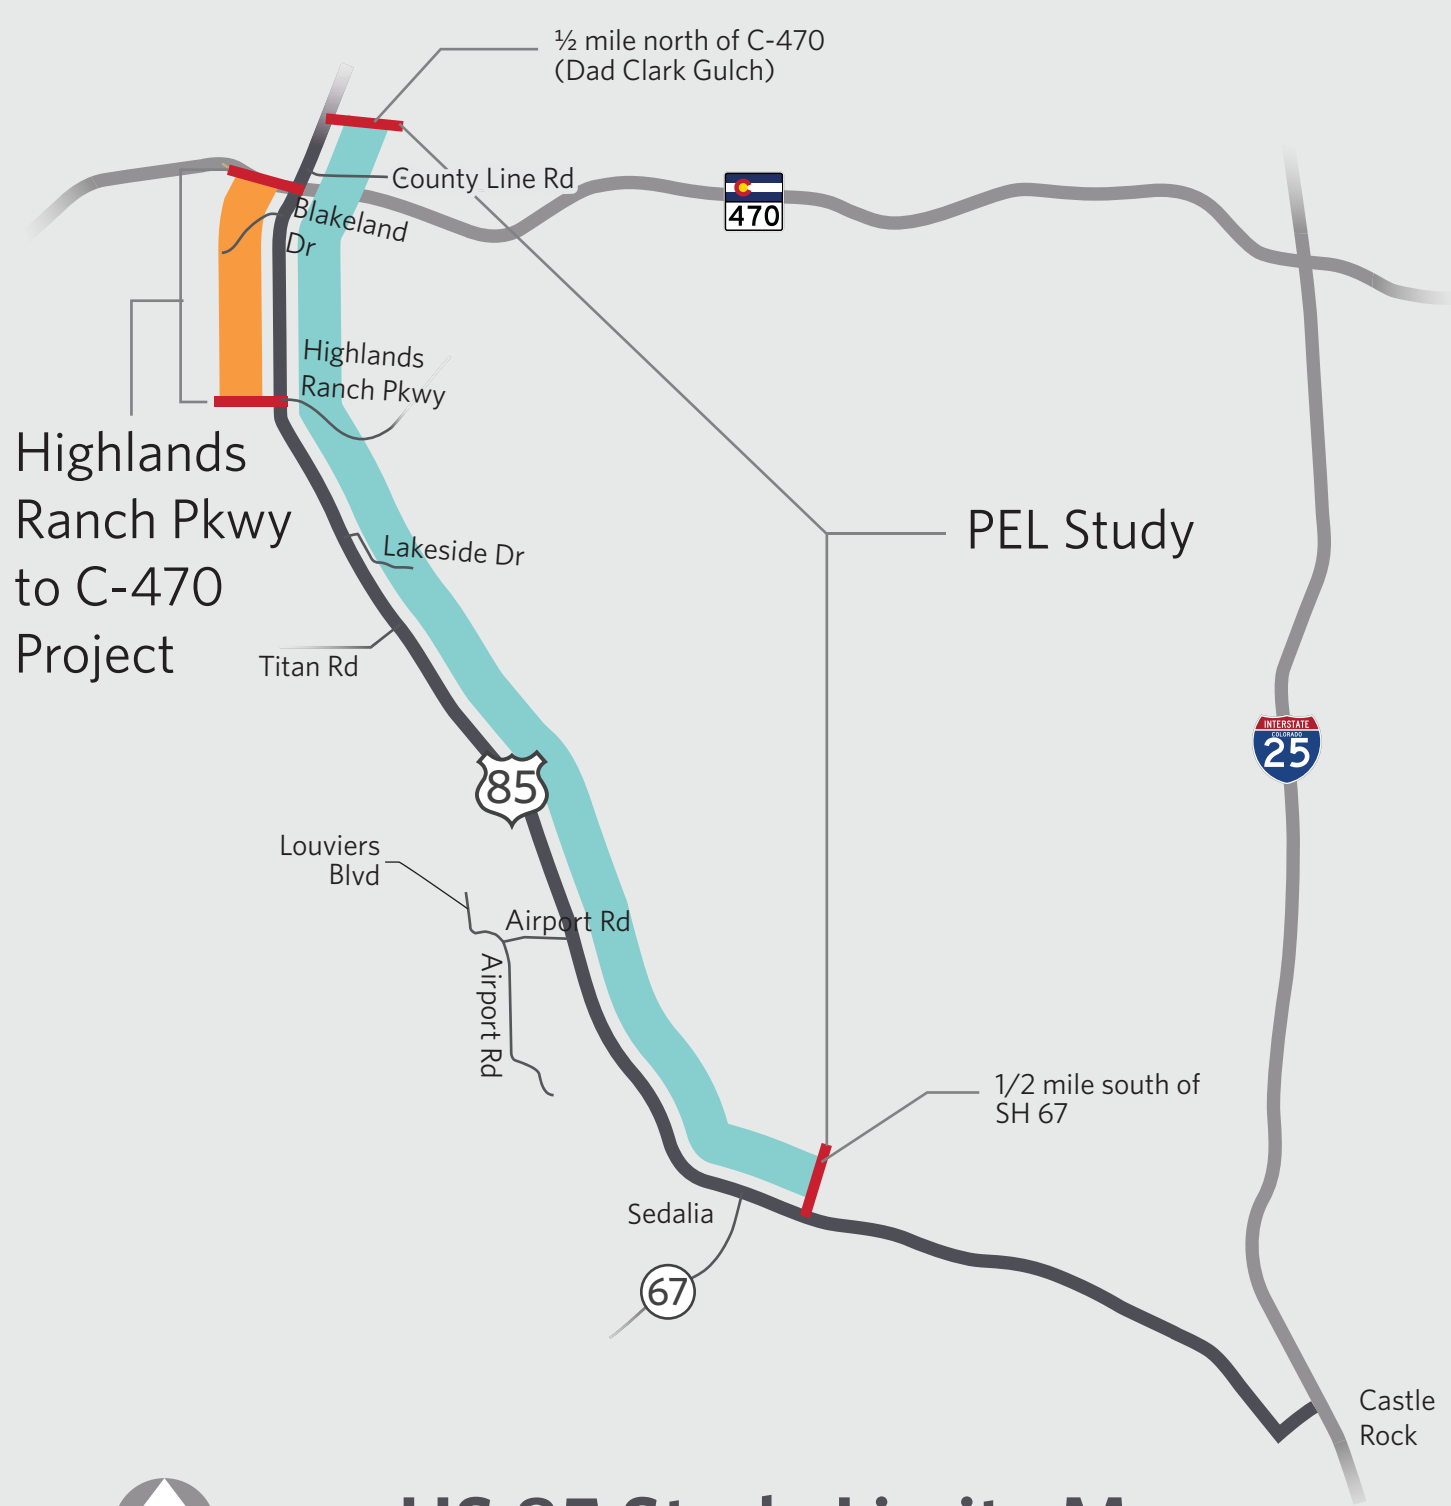 ½ mile north of C-470
(Dad Clark Gulch)
County Line Rd
470
Blakeland
Dr
Highlands
Ranch Pkwy
Highlands
Ranch Pkwy
to C-470
Project
PEL Study
Lakeside Dr
Titan Rd
INTERSTATE
COLORADO
25
85
Louviers
Blvd
Airport Rd
Airport Rd
1/2 mile south of
SH 67
Sedalia
67
Castle
Rock